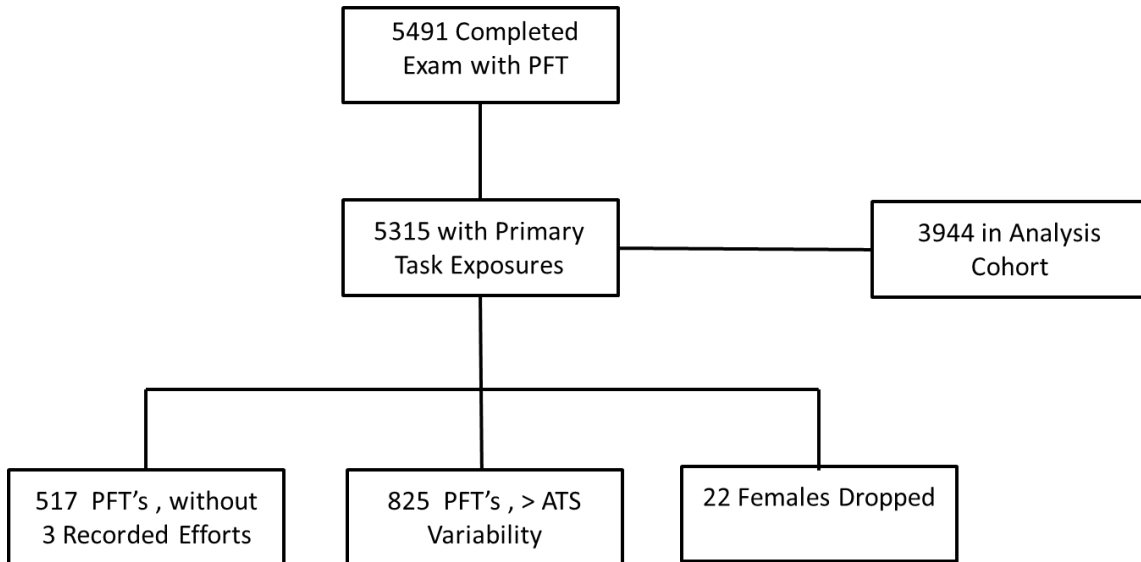 5491 Completed
Exam with PFT
5315 with Primary
Task Exposures
3944 in Analysis
Cohort
517 PFT's , without
3 Recorded Efforts
825 PFT's , > ATS
Variability
22 Females Dropped